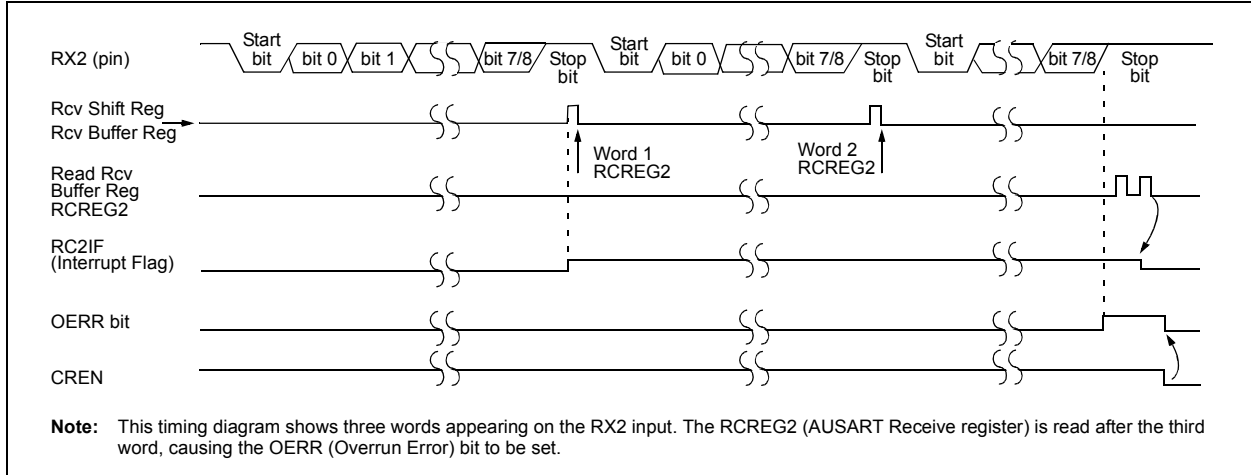 Start bit
bit 0
bit 1
bit 7/8
Stop bit
Start bit
bit 0
bit 7/8
Stop bit
Start bit
bit 7/8
Stop bit
RX2 (pin)
Rcv Shift Reg
Rcv Buffer Reg
Word 1
RCREG2
Word 2
RCREG2
Read Rcv
Buffer Reg
RCREG2
RC2IF
(Interrupt Flag)
OERR bit
CREN
Note: This timing diagram shows three words appearing on the RX2 input. The RCREG2 (AUSART Receive register) is read after the third
word, causing the OERR (Overrun Error) bit to be set.